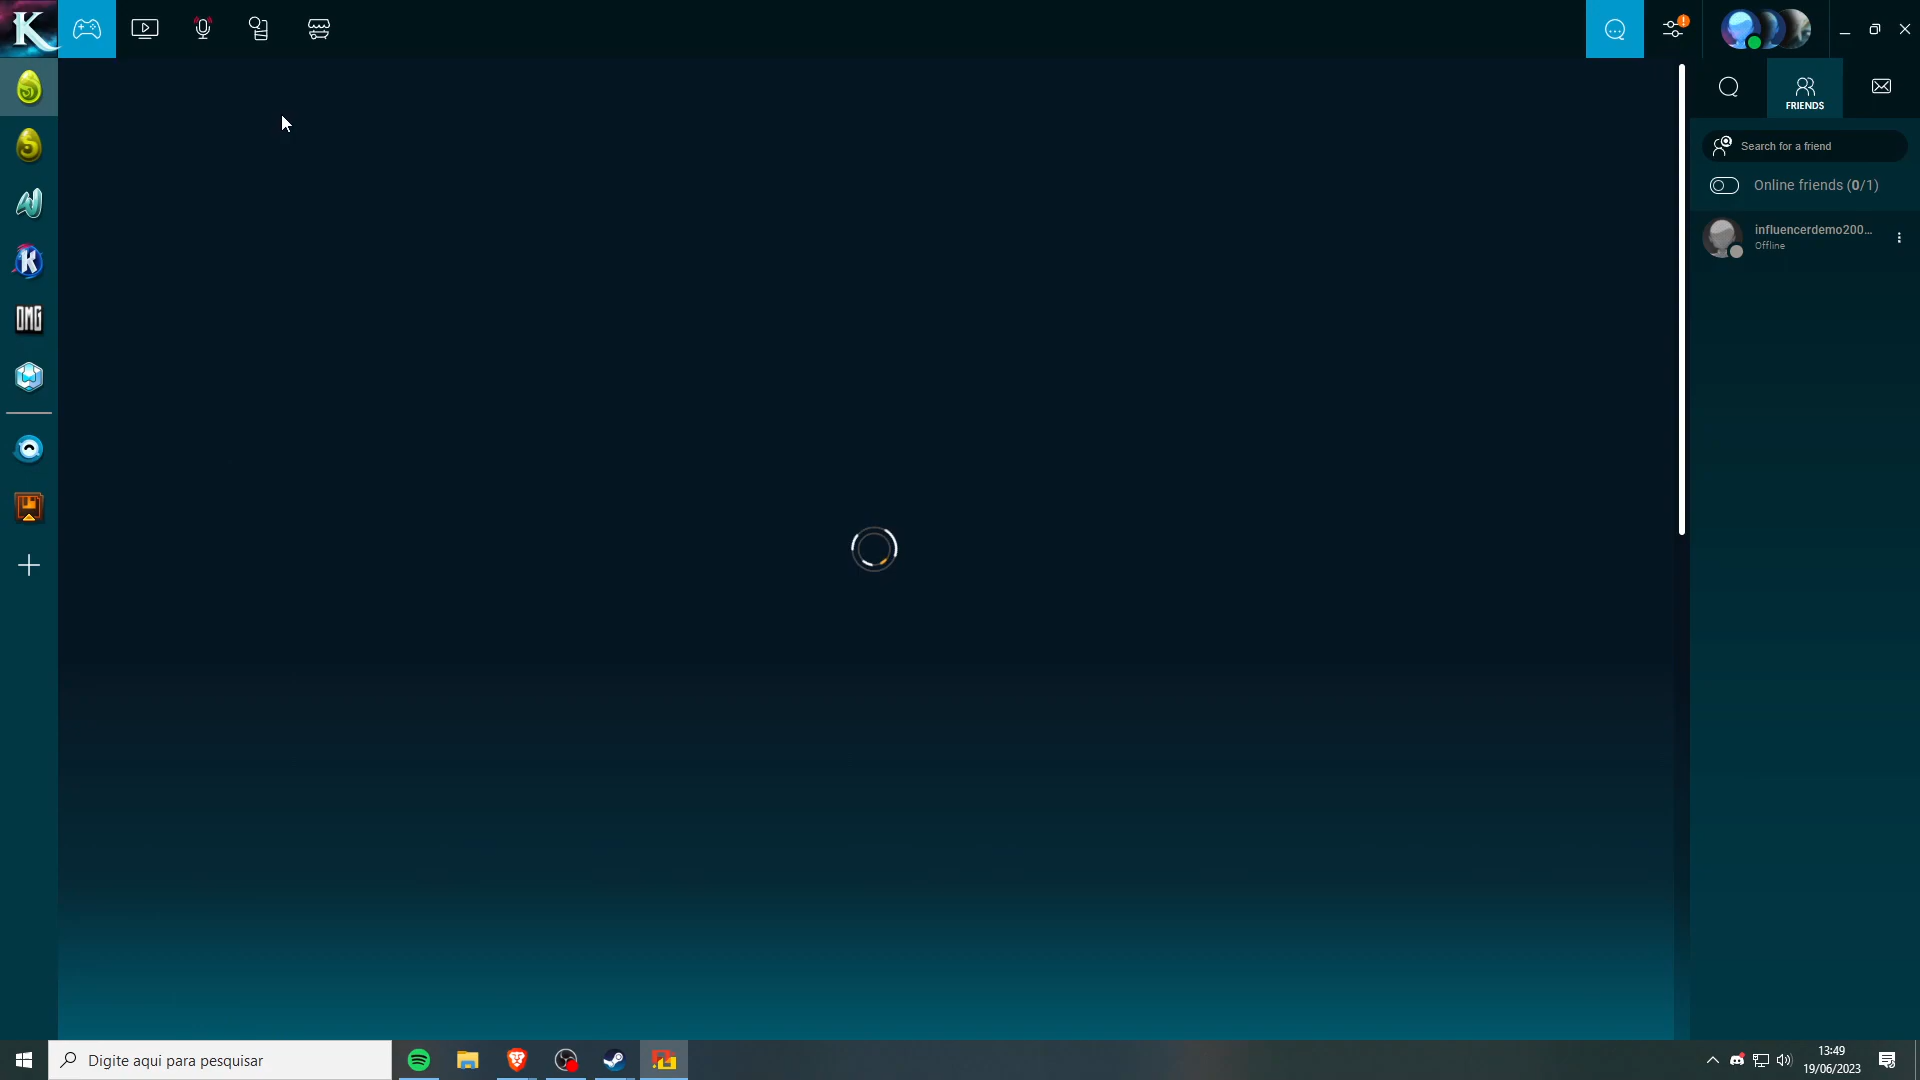 K
FRIENDS
Search for a friend
Online friends (0/1)
influencerdemo200...
Offline
K
OMG
Digite aqui para pesquisar
13:49
19/06/2023